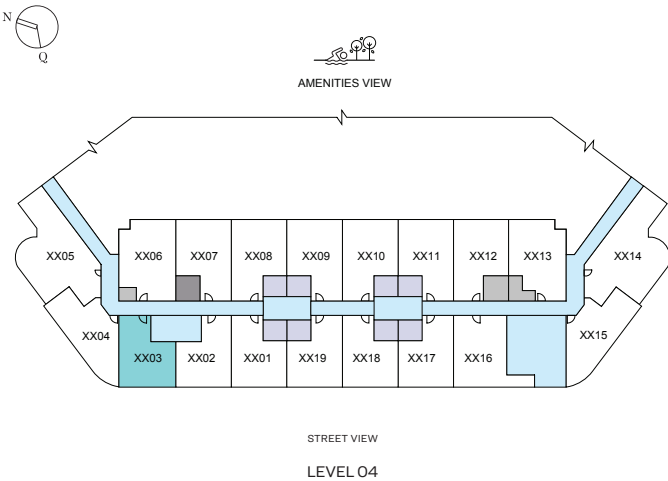 N
Q
AMENITIES VIEW
XX05
XX06
XX07
XX08
XX09
XX10
XX11
XX12
XX13
XX14
XX04
XX03
XX02
XX01
XX19
XX18
XX17
XX16
XX15
STREET VIEW
LEVEL 04